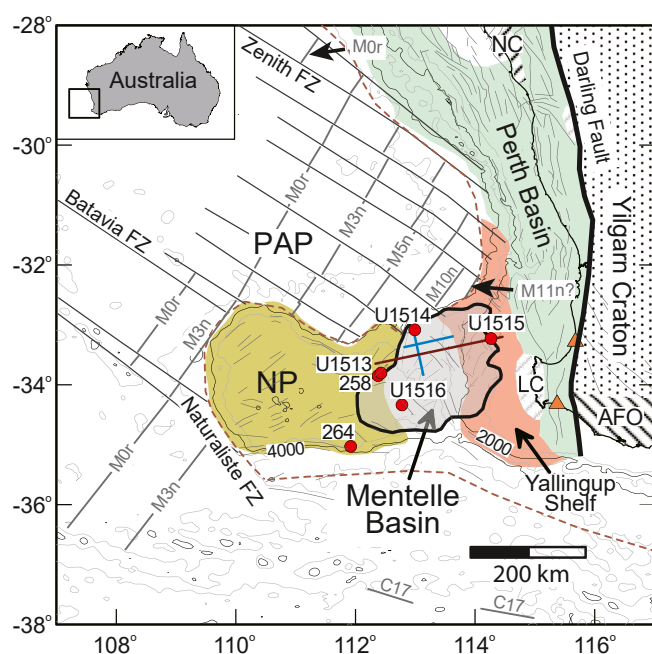 -28°
-30°
-32°
-34°
-36°
-38°
108°
110°
112°
114°
116°
Australia
Zenith FZ
M0r
NC
Darling Fault
Perth Basin
Yilgarn Craton
Batavia FZ
M0r
M3n
M5n
M10n
PAP
M0r
M3n
M11n?
U1514
U1515
U1513
258
U1516
NP
LC
AFO
264
4000
2000
Naturaliste FZ
M0r
M3n
Mentelle
Basin
Yallingup
Shelf
200 km
C17
C17